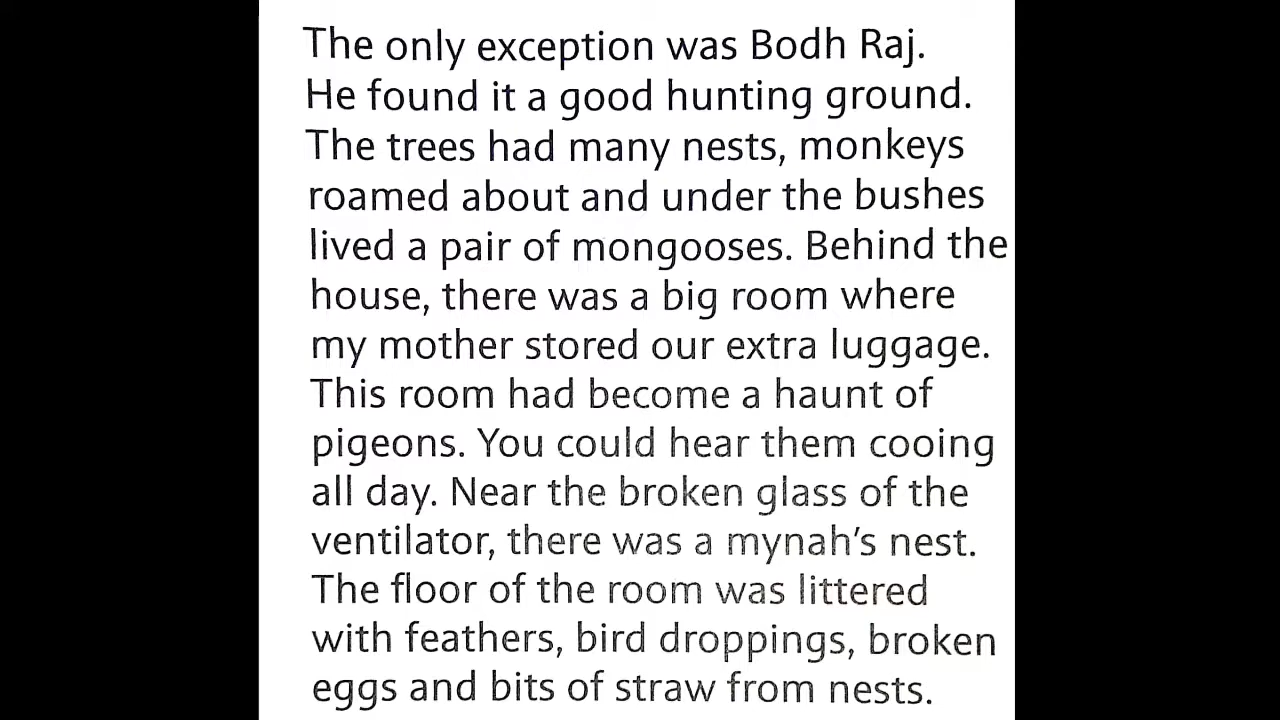 The only exception was Bodh Raj.
He found it a good hunting ground.
The trees had many nests, monkeys
roamed about and under the bushes
lived a pair of mongooses. Behind the
house, there was a big room where
my mother stored our extra luggage.
This room had become a haunt of
pigeons. You could hear them cooing
all day. Near the broken glass of the
ventilator, there was a mynah’s nest.
The floor of the room was littered
with feathers, bird droppings, broken
eggs and bits of straw from nests.